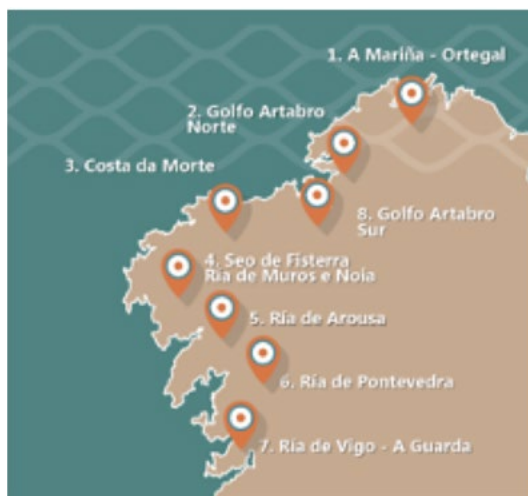 1. A Mariña - Ortegal
2. Golfo Artabro
Norte
3. Costa da Morte
8. Golfo Artabro
Sur
4. Seo de Fisterra
Ria de Muros e Noia
5. Ría de Arousa
6. Ría de Pontevedra
7. Ría de Vigo - A Guarda